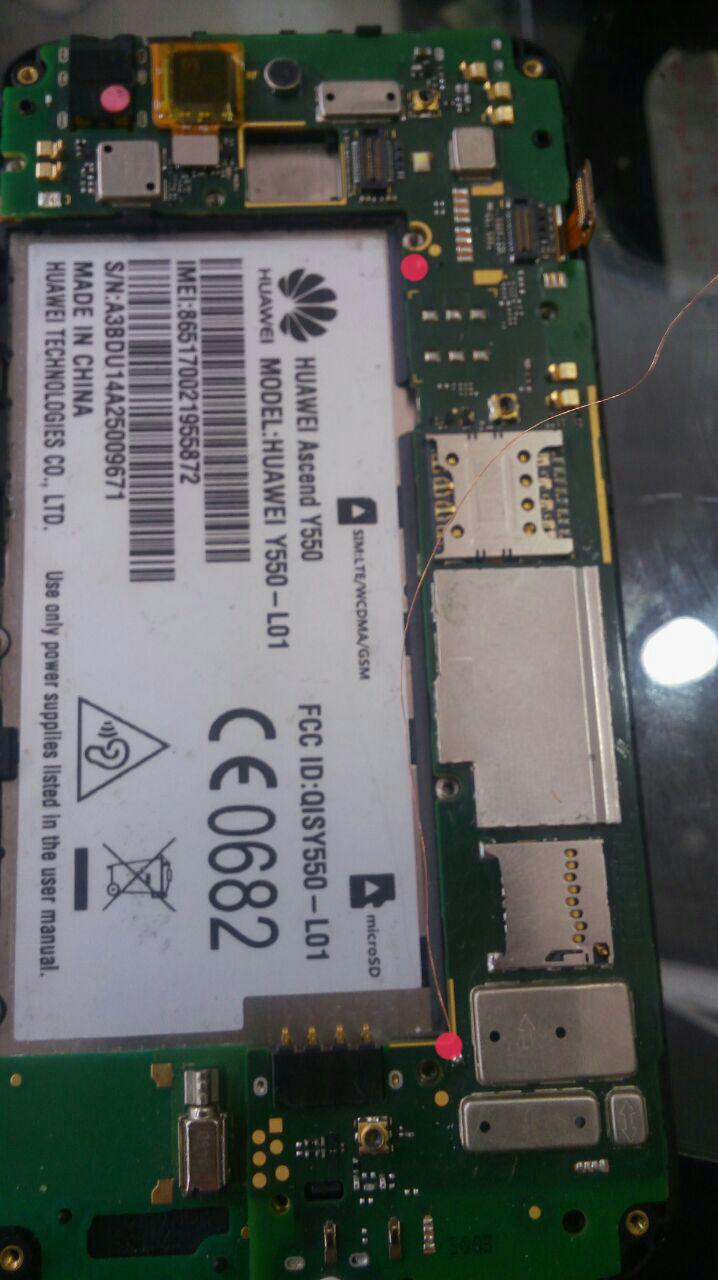 HUAWEI
HUAWEI Ascend Y550
MODEL:HUAWEI Y550-L01
FCC ID:QISY550-L01
SIM:LTE/WCDMA/GSM
microSD
IMEI:865170021955872
CE0682
S/N:A3BDU14A25009671
MADE IN CHINA
HUAWEI TECHNOLOGIES CO., LTD.
Use only power supplies listed in the user manual.